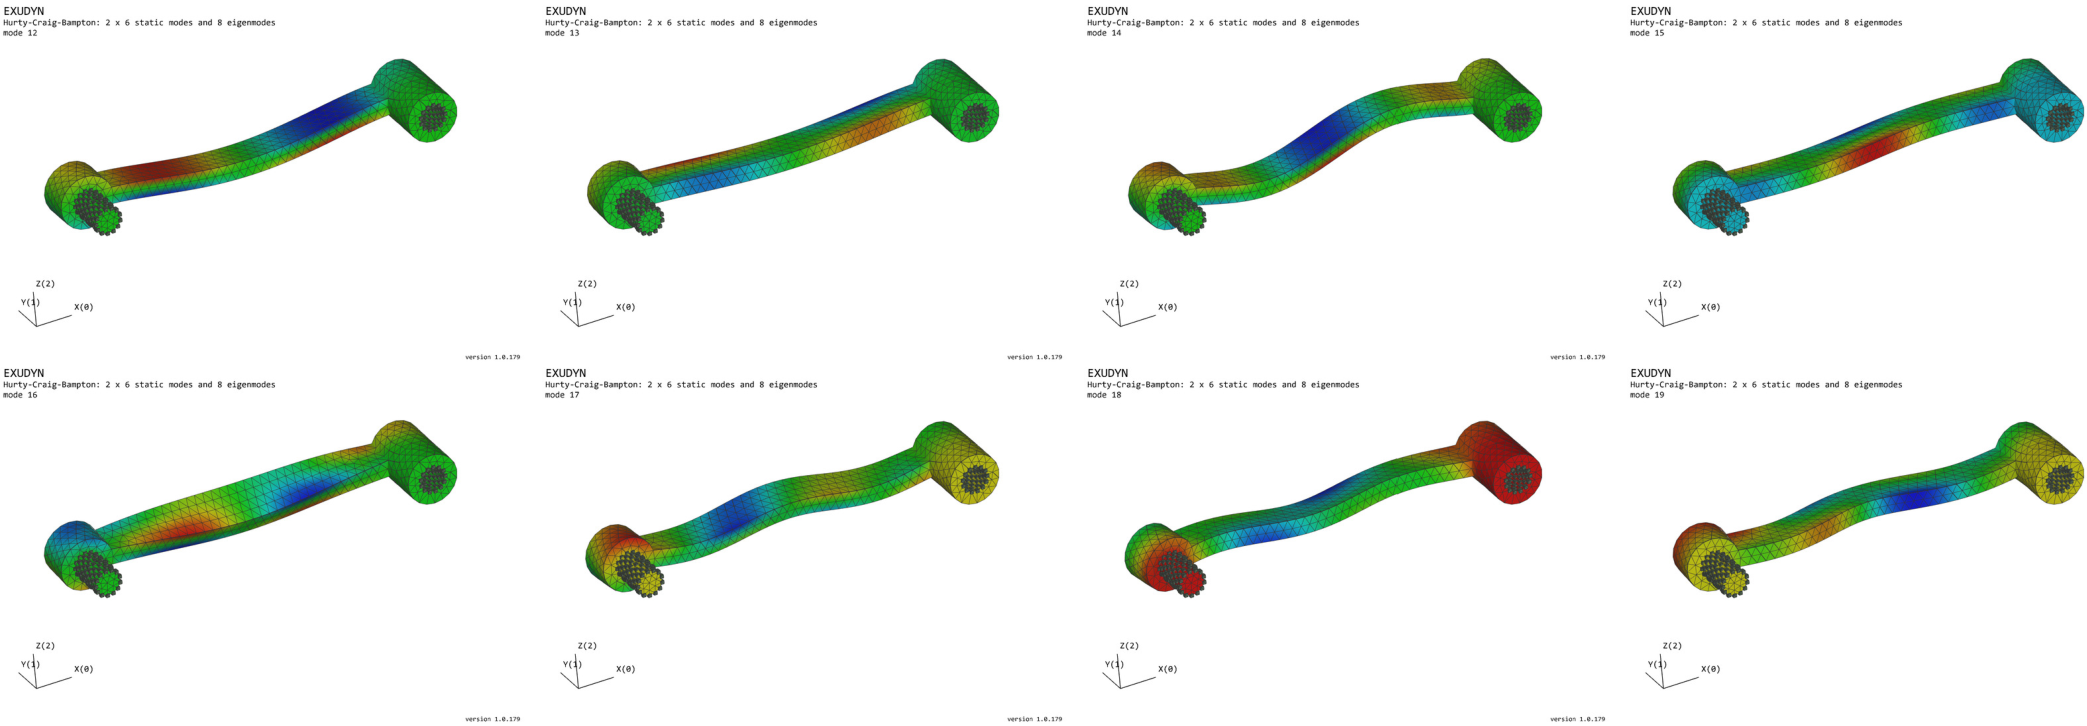 EXUDYN
Hurty-Craig-Bampton: 2 x 6 static modes and 8 eigenmodes
mode 12
Z(2)
Y(1)
X(0)
version 1.0.179
EXUDYN
Hurty-Craig-Bampton: 2 x 6 static modes and 8 eigenmodes
mode 13
Z(2)
Y(1)
X(0)
version 1.0.179
EXUDYN
Hurty-Craig-Bampton: 2 x 6 static modes and 8 eigenmodes
mode 14
Z(2)
Y(1)
X(0)
version 1.0.179
EXUDYN
Hurty-Craig-Bampton: 2 x 6 static modes and 8 eigenmodes
mode 15
Z(2)
Y(1)
X(0)
EXUDYN
Hurty-Craig-Bampton: 2 x 6 static modes and 8 eigenmodes
mode 16
Z(2)
Y(1)
X(0)
version 1.0.179
EXUDYN
Hurty-Craig-Bampton: 2 x 6 static modes and 8 eigenmodes
mode 17
Z(2)
Y(1)
X(0)
version 1.0.179
EXUDYN
Hurty-Craig-Bampton: 2 x 6 static modes and 8 eigenmodes
mode 18
Z(2)
Y(1)
X(0)
version 1.0.179
EXUDYN
Hurty-Craig-Bampton: 2 x 6 static modes and 8 eigenmodes
mode 19
Z(2)
Y(1)
X(0)